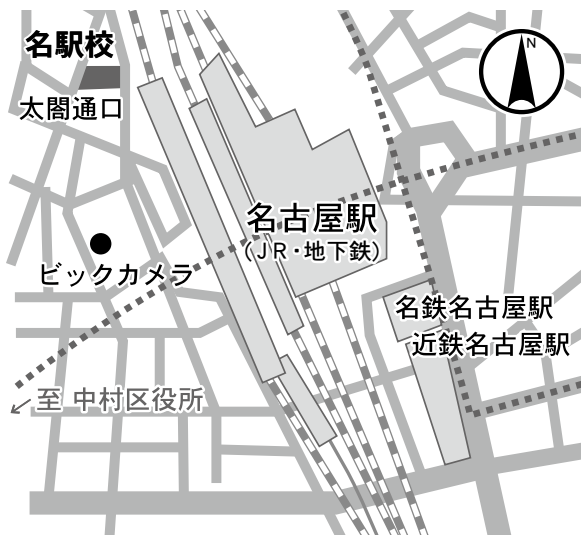 名駅校
N
太閤通口
名古屋駅
（JR・地下鉄）
ビックカメラ
名鉄名古屋駅
近鉄名古屋駅
至 中村区役所